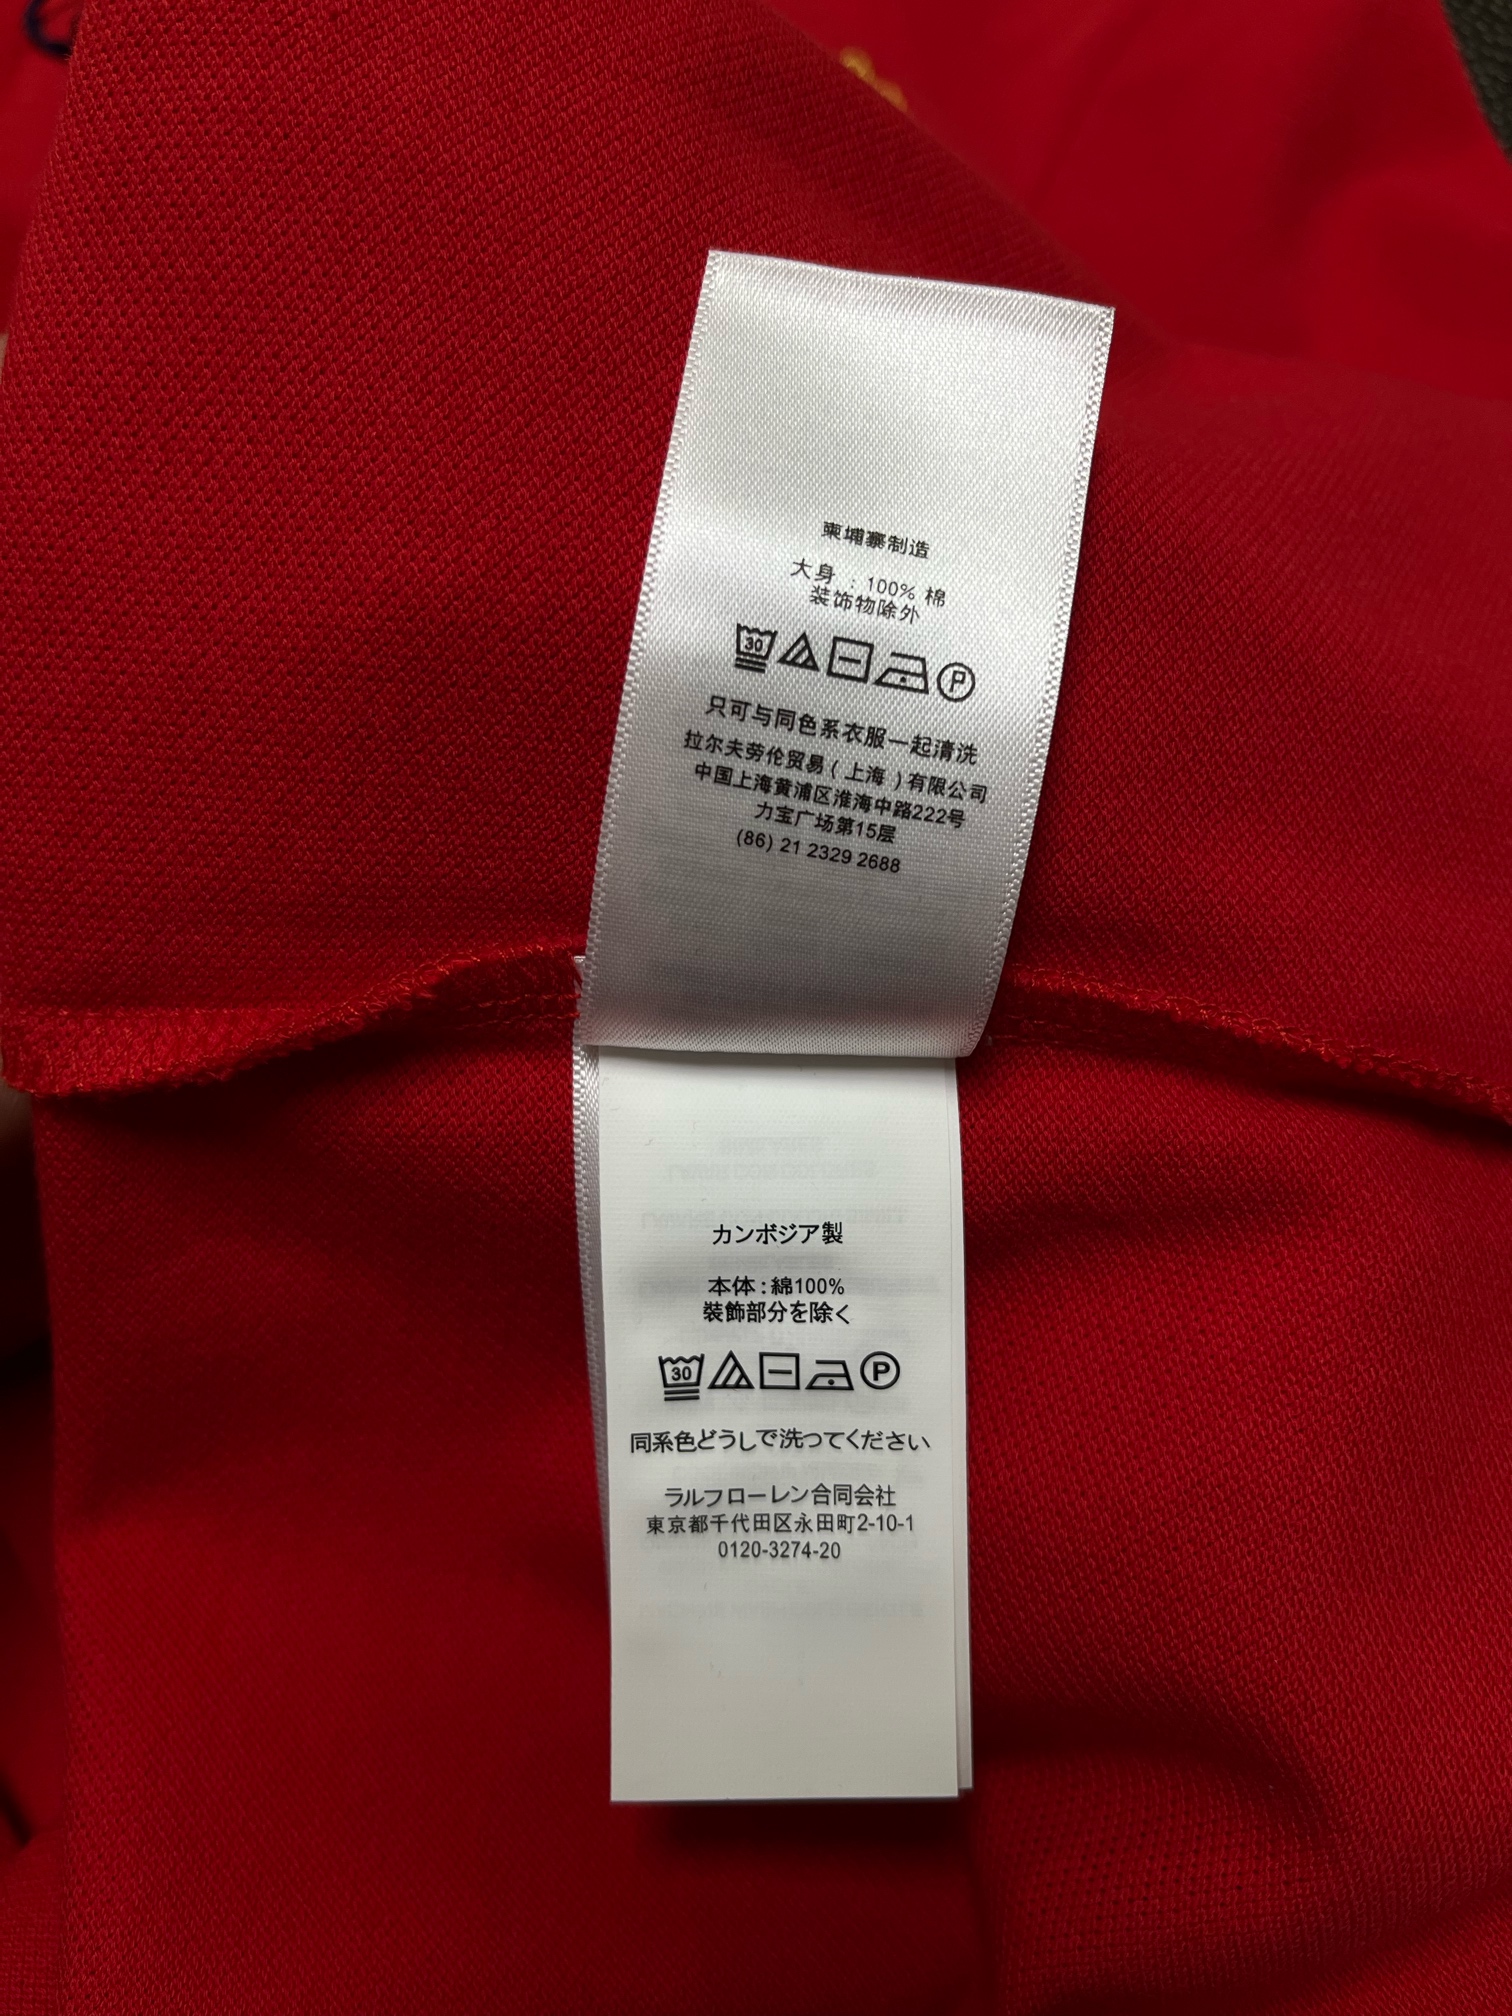 柬埔寨制造
大身 : 100% 棉
装饰物除外
30 P
只可与同色系衣服一起清洗
拉尔夫劳伦贸易 ( 上海 ) 有限公司
中国上海黄浦区淮海中路222号
力宝广场第15层
(86) 21 2329 2688
カンボジア製
本体 : 綿100%
装飾部分を除く
30 P
同系色どうしで洗ってください
ラルフローレン合同会社
東京都千代田区永田町2-10-1
0120-3274-20